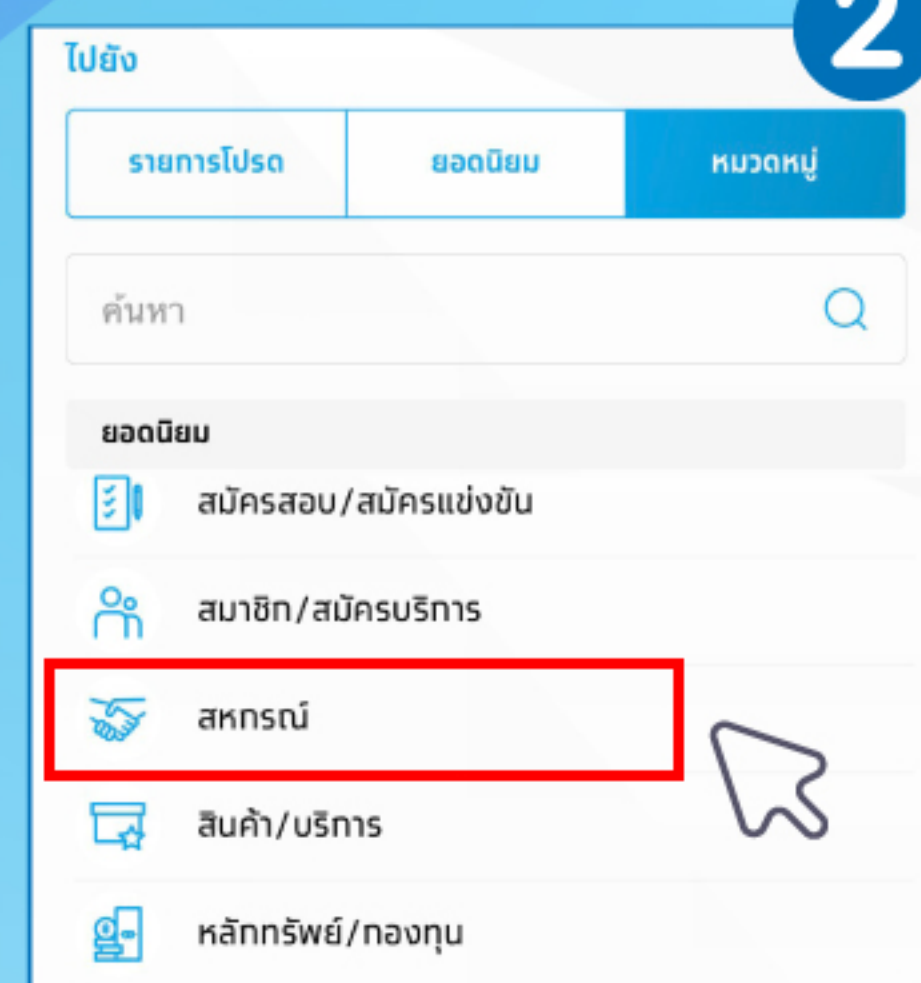 2
ไปยัง
รายการโปรด ยอดนิยม หมวดหมู่
ค้นหา
ยอดนิยม
สมัครสอบ/สมัครแข่งขัน
สมาชิก/สมัครบริการ
สหกรณ์
สินค้า/บริการ
หลักทรัพย์/กองทุน